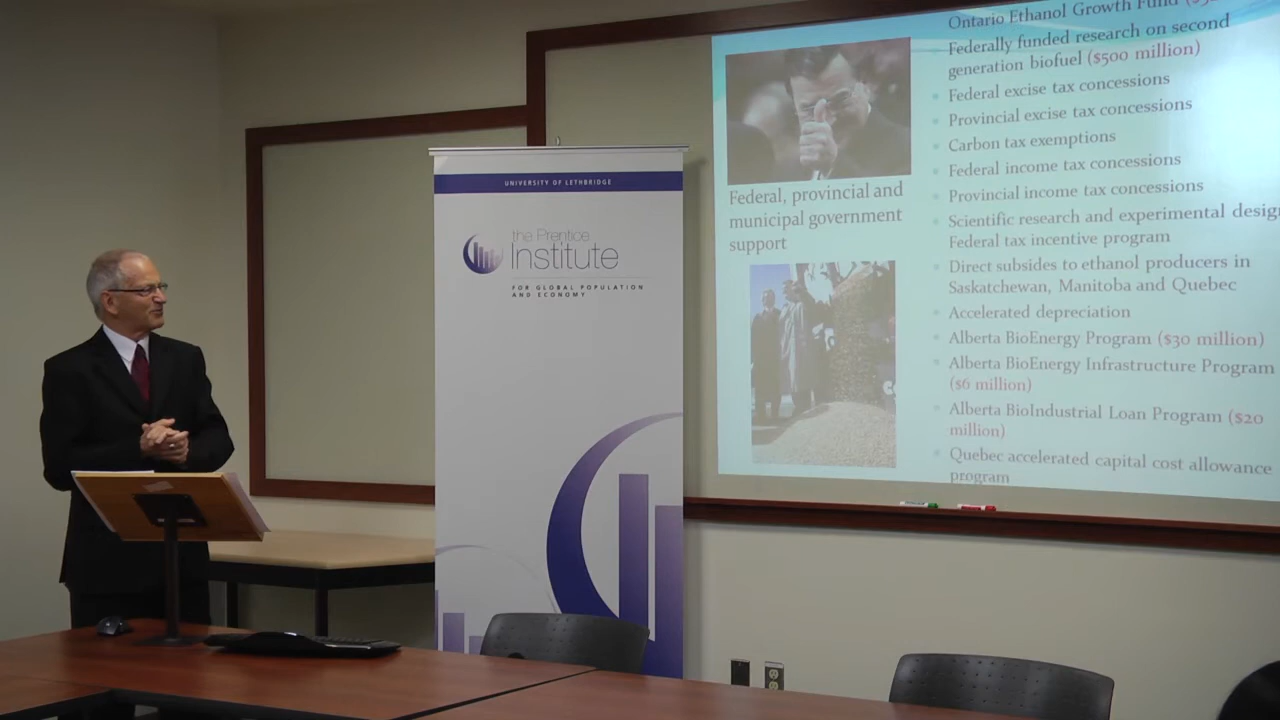 UNIVERSITY OF LETHBRIDGE
the Prentice
Institute
FOR GLOBAL POPULATION
AND ECONOMY
Federal, provincial and
municipal government
support
Ontario Ethanol Growth Fund
Federally funded research on second
generation biofuel ($500 million)
Federal excise tax concessions
Provincial excise tax concessions
Carbon tax exemptions
Federal income tax concessions
Provincial income tax concessions
Scientific research and experimental design
Federal tax incentive program
Direct subsides to ethanol producers in
Saskatchewan, Manitoba and Quebec
Accelerated depreciation
Alberta BioEnergy Program ($30 million)
Alberta BioEnergy Infrastructure Program
($6 million)
Alberta BioIndustrial Loan Program ($20
million)
Quebec accelerated capital cost allowance
program